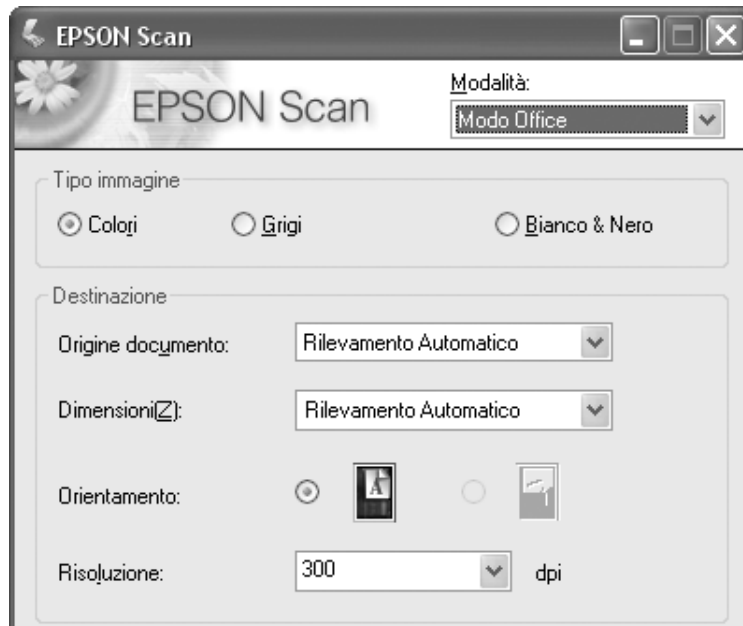 EPSON Scan
EPSON Scan
Modalità:
Modo Office
Tipo immagine
Colori
Grigi
Bianco & Nero
Destinazione
Origine documento:
Rilevamento Automatico
Dimensioni(Z):
Rilevamento Automatico
Orientamento:
A
Risoluzione:
300
dpi